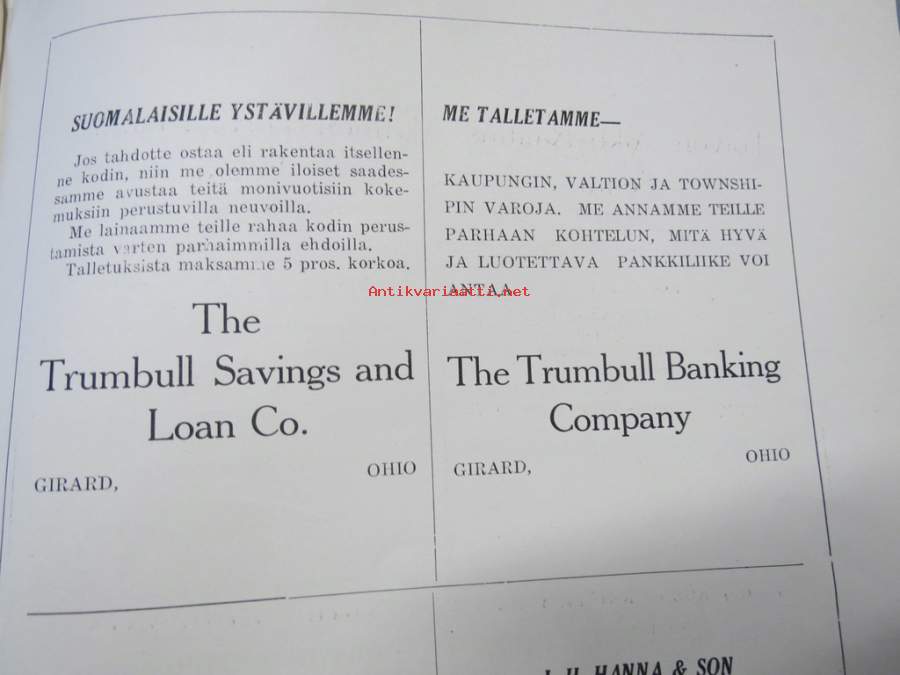 SUOMALAISILLE YSTÄVILLEMME!
Jos tahdotte ostaa eli rakentaa itsellen-
ne kodin, niin me olemme iloiset saades-
samme avustaa teitä monivuotisiin koke-
muksiin perustuvilla neuvoilla.
Me lainaamme teille rahaa kodin perus-
tamista varten parhaimmilla ehdoilla.
Talletuksista maksamme 5 pros. korkoa.
The
Trumbull Savings and
Loan Co.
GIRARD, OHIO
ME TALLETAMME—
KAUPUNGIN, VALTION JA TOWNSHI-
PIN VAROJA. ME ANNAMME TEILLE
PARHAAN KOHTELUN, MITÄ HYVÄ
JA LUOTETTAVA PANKKILIIKE VOI
ANTAA.
Antikvariaatti.net
The Trumbull Banking
Company
GIRARD, OHIO
HANNA & SON